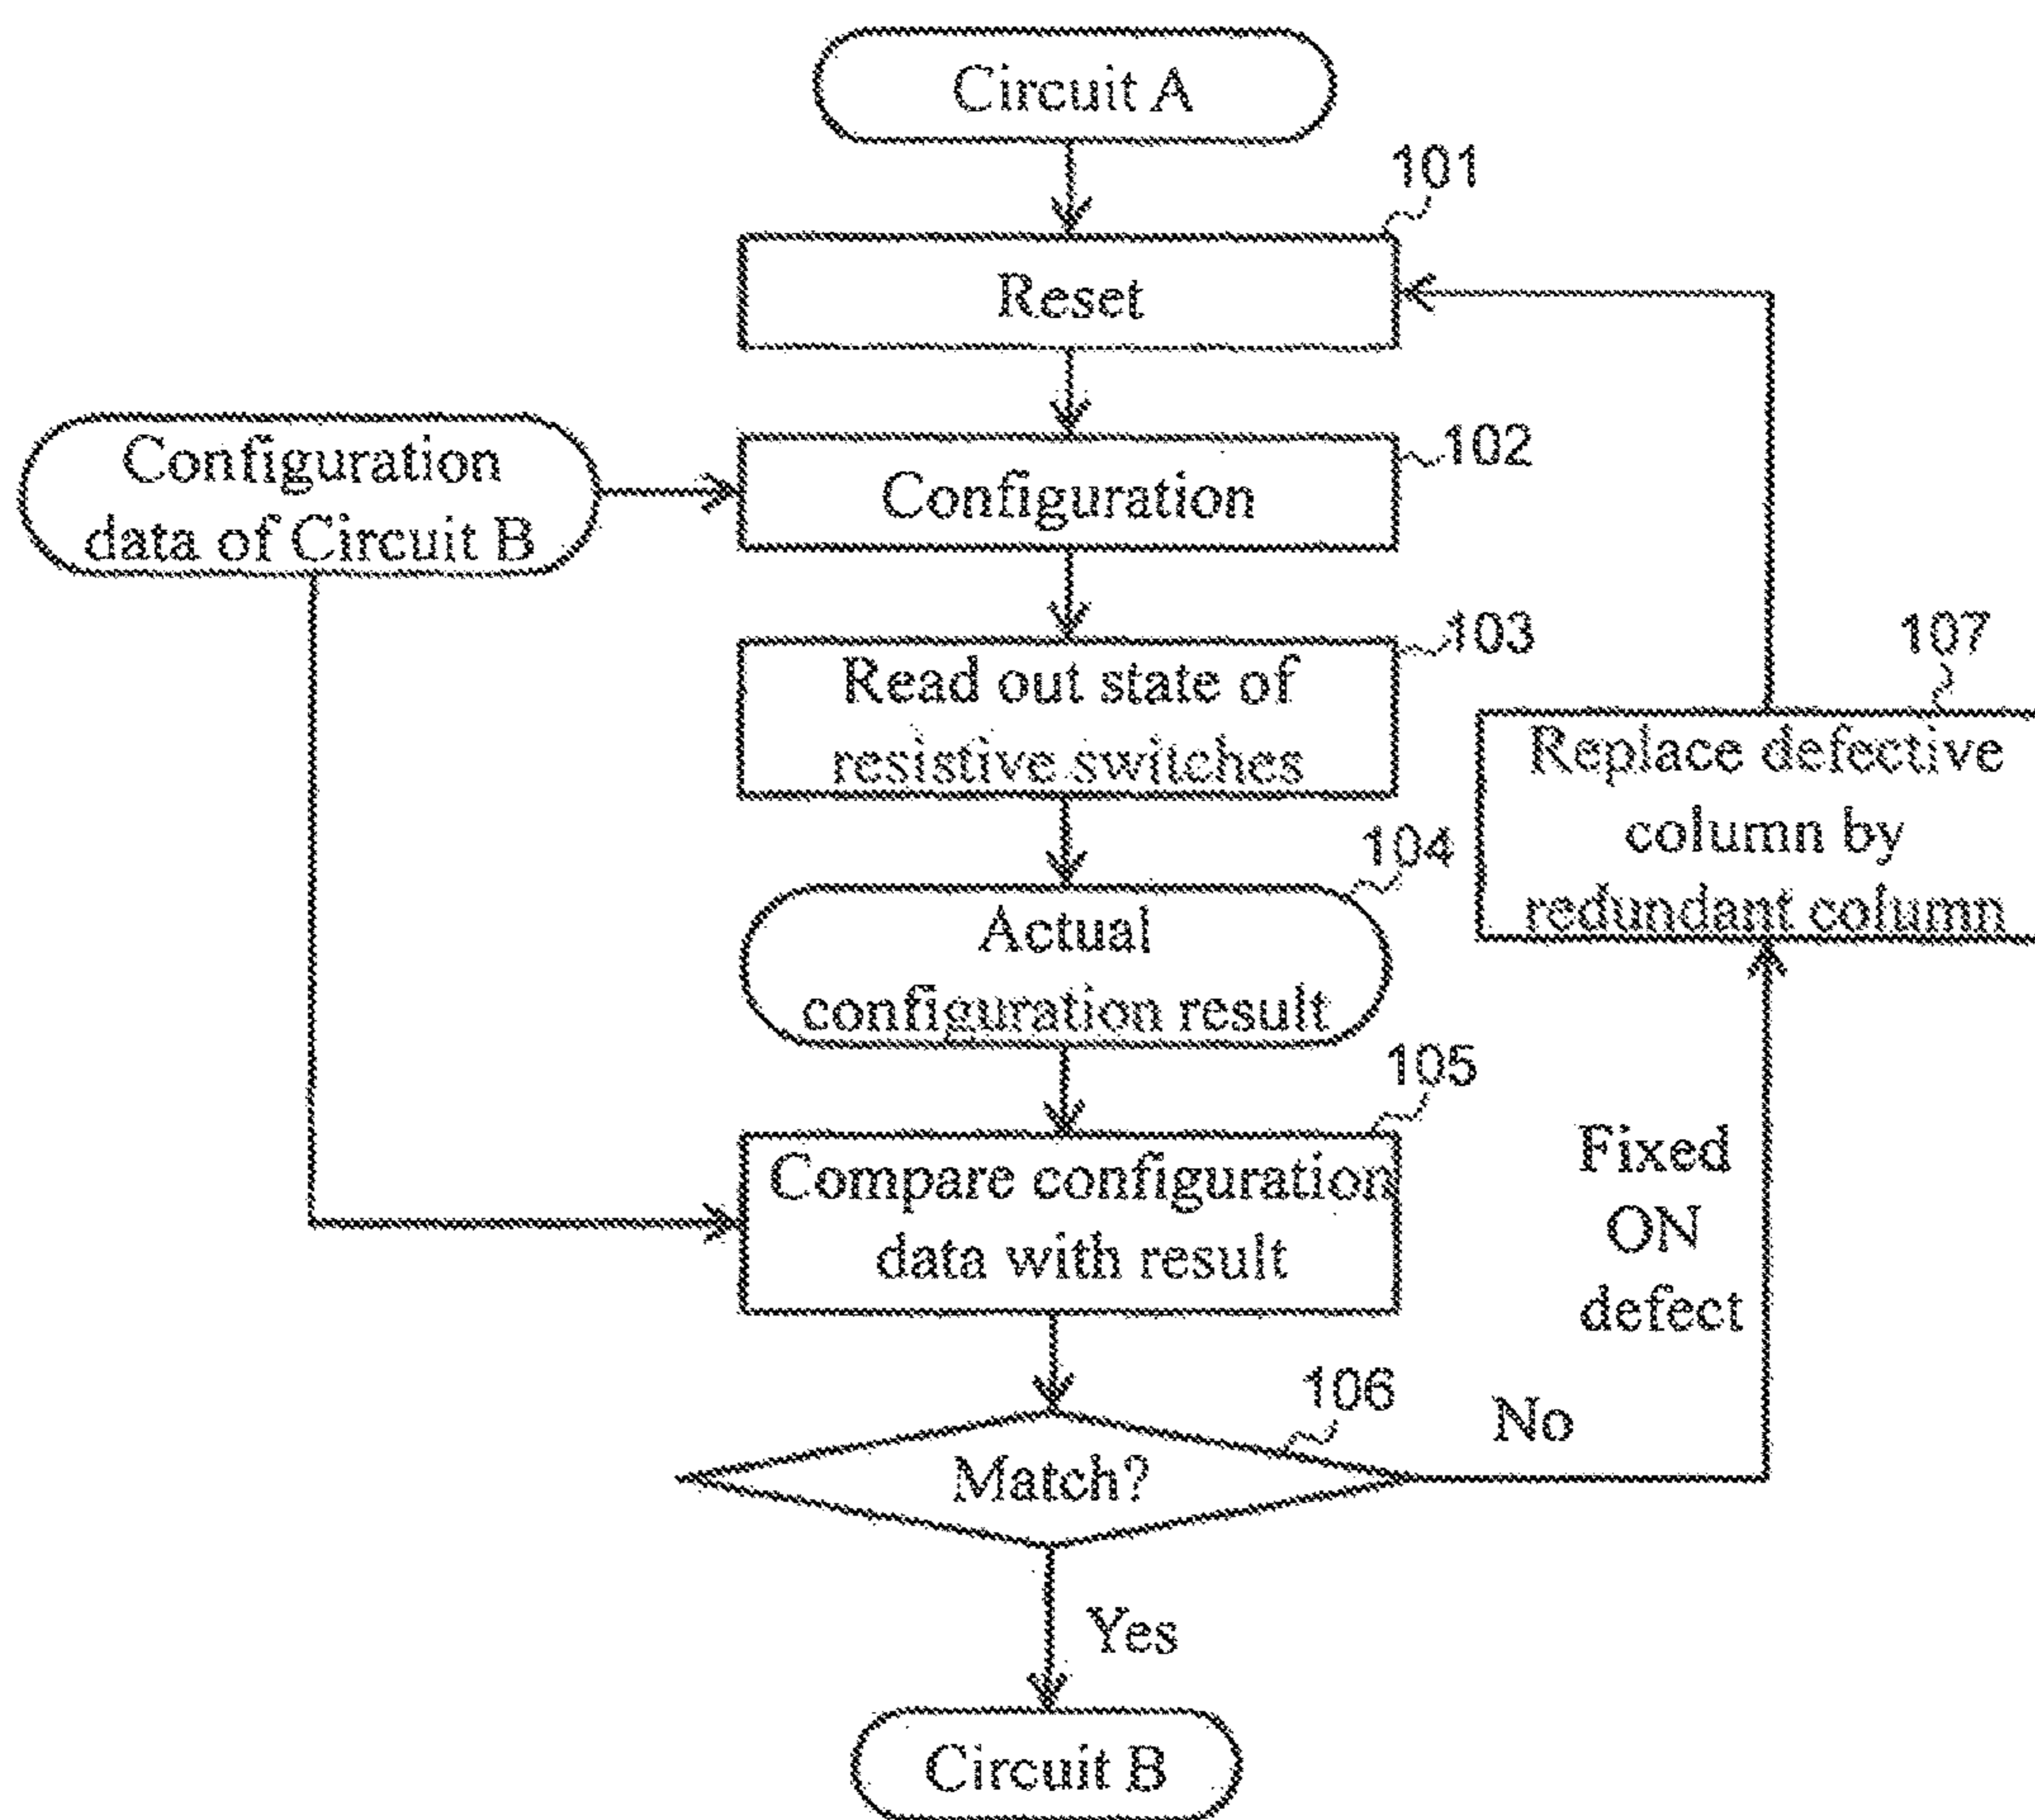 Circuit A
101
Reset
Configuration
data of Circuit B
102
Configuration
103
Read out state of
resistive switches
107
Replace defective
column by
redundant column
104
Actual
configuration result
105
Compare configuration
data with result
Fixed
ON
defect
106
Match?
No
Yes
Circuit B